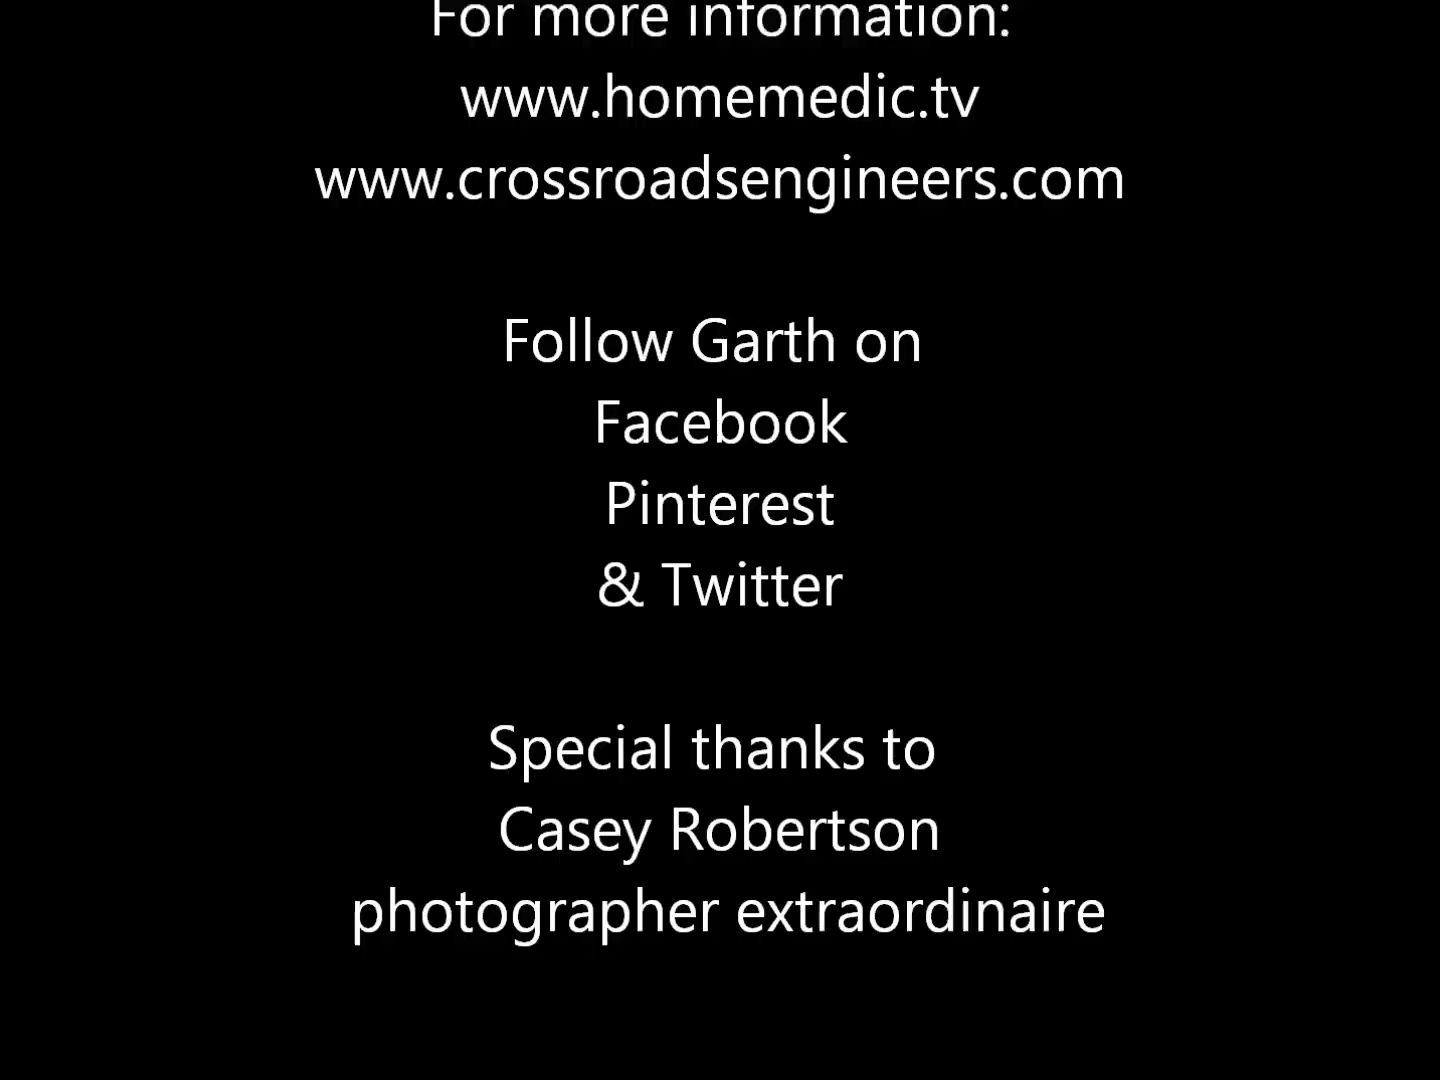 For more information:
www.homemedic.tv
www.crossroadsengineers.com
Follow Garth on
Facebook
Pinterest
& Twitter
Special thanks to
Casey Robertson
photographer extraordinaire